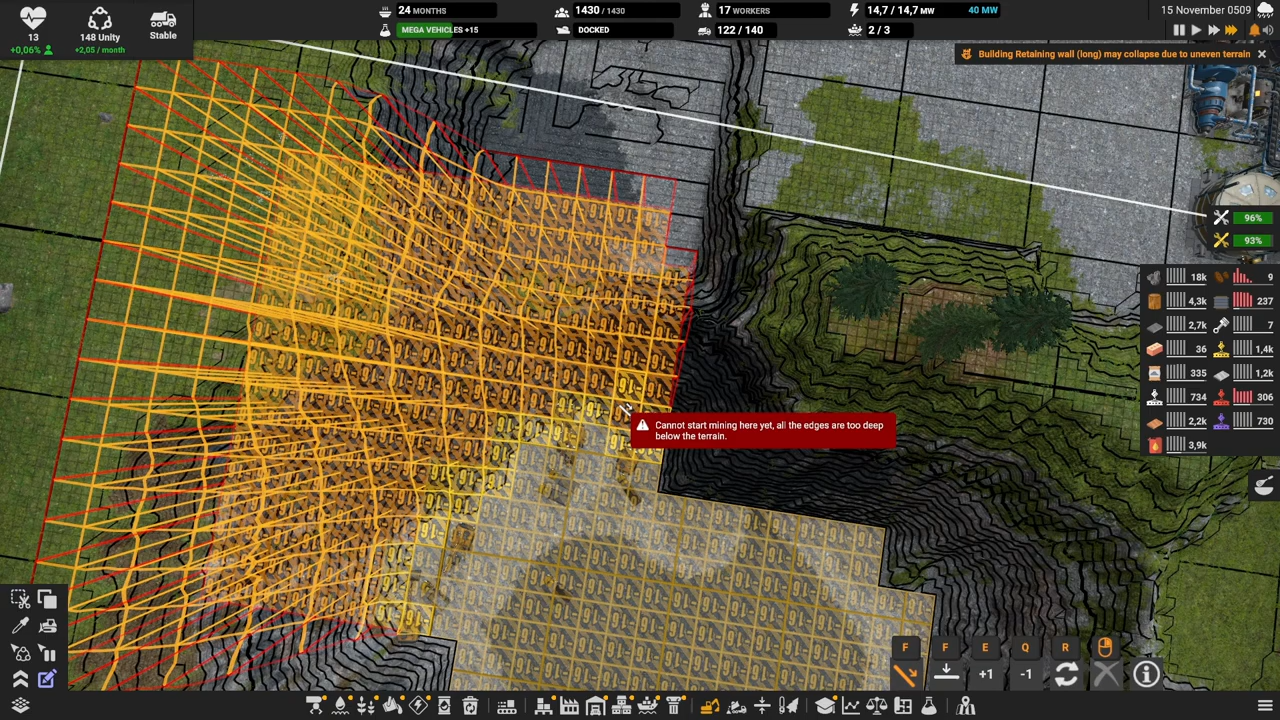 24 MONTHS
1430 / 1430
17 WORKERS
14,7 / 14,7 MW
40 MW
15 November 0509
13
148 Unity
Stable
+0,06%
+2,05 / month
MEGA VEHICLES +15
DOCKED
122 / 140
2 / 3
Building Retaining wall (long) may collapse due to uneven terrain
96%
93%
18k
9
4,3k
237
2,7k
7
36
1,4k
335
1,2k
734
306
2,2k
730
3,9k
Cannot start mining here yet, all the edges are too deep
below the terrain.
F
F
E
Q
R
+1
-1